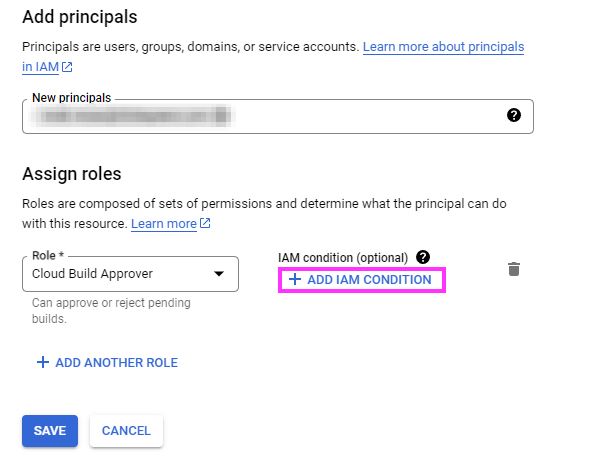 Add principals
Principals are users, groups, domains, or service accounts. Learn more about principals
in IAM
New principals
Assign roles
Roles are composed of sets of permissions and determine what the principal can do
with this resource. Learn more
Role *
IAM condition (optional)
Cloud Build Approver
+ ADD IAM CONDITION
Can approve or reject pending
builds.
+ ADD ANOTHER ROLE
SAVE
CANCEL